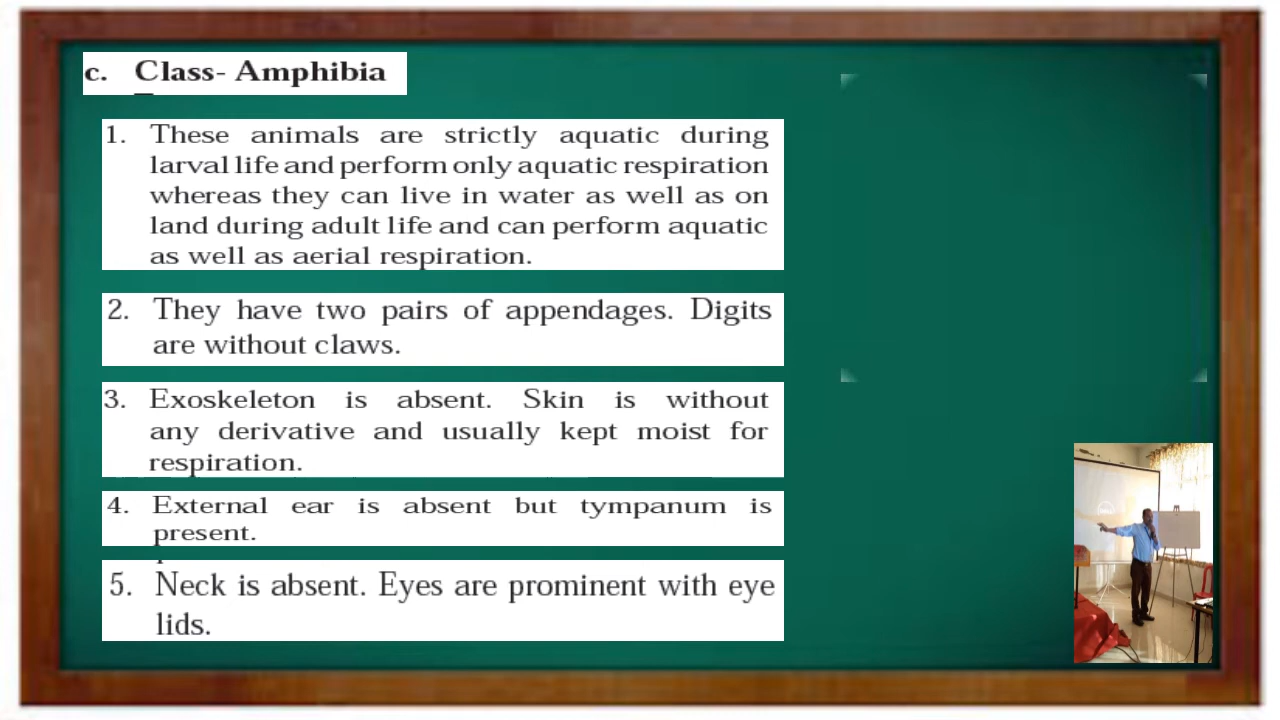 c. Class- Amphibia
1. These animals are strictly aquatic during
larval life and perform only aquatic respiration
whereas they can live in water as well as on
land during adult life and can perform aquatic
as well as aerial respiration.
2. They have two pairs of appendages. Digits
are without claws.
3. Exoskeleton is absent. Skin is without
any derivative and usually kept moist for
respiration.
4. External ear is absent but tympanum is
present.
5. Neck is absent. Eyes are prominent with eye
lids.